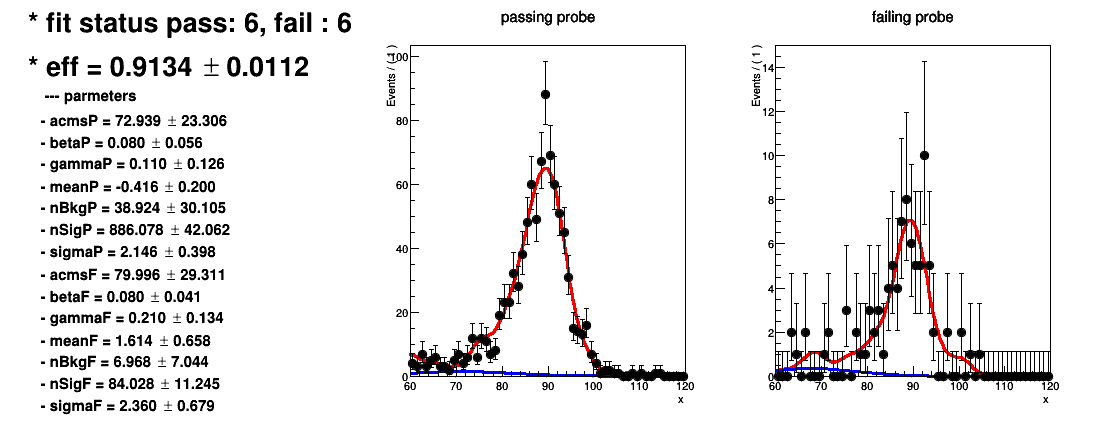 * fit status pass: 6, fail : 6
* eff = 0.9134 ± 0.0112
--- parmeters
- acmsP = 72.939 ± 23.306
- betaP = 0.080 ± 0.056
- gammaP = 0.110 ± 0.126
- meanP = -0.416 ± 0.200
- nBkgP = 38.924 ± 30.105
- nSigP = 886.078 ± 42.062
- sigmaP = 2.146 ± 0.398
- acmsF = 79.996 ± 29.311
- betaF = 0.080 ± 0.041
- gammaF = 0.210 ± 0.134
- meanF = 1.614 ± 0.658
- nBkgF = 6.968 ± 7.044
- nSigF = 84.028 ± 11.245
- sigmaF = 2.360 ± 0.679
passing probe
Events / ( 1 )
100
80
60
40
20
0
60 70 80 90 100 110 120
x
failing probe
Events / ( 1 )
14
12
10
8
6
4
2
0
60 70 80 90 100 110 120
x